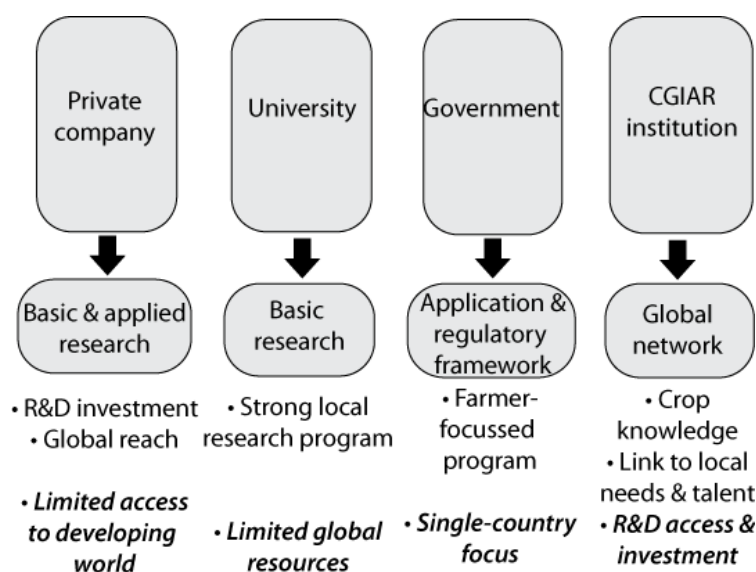 Private
company
University
Government
CGIAR
institution
Basic & applied
research
Basic
research
Application &
regulatory
framework
Global
network
• R&D investment
• Global reach
• Limited access
to developing
world
• Strong local
research program
• Limited global
resources
• Farmer-
focussed
program
• Single-country
focus
• Crop
knowledge
• Link to local
needs & talent
• R&D access &
investment